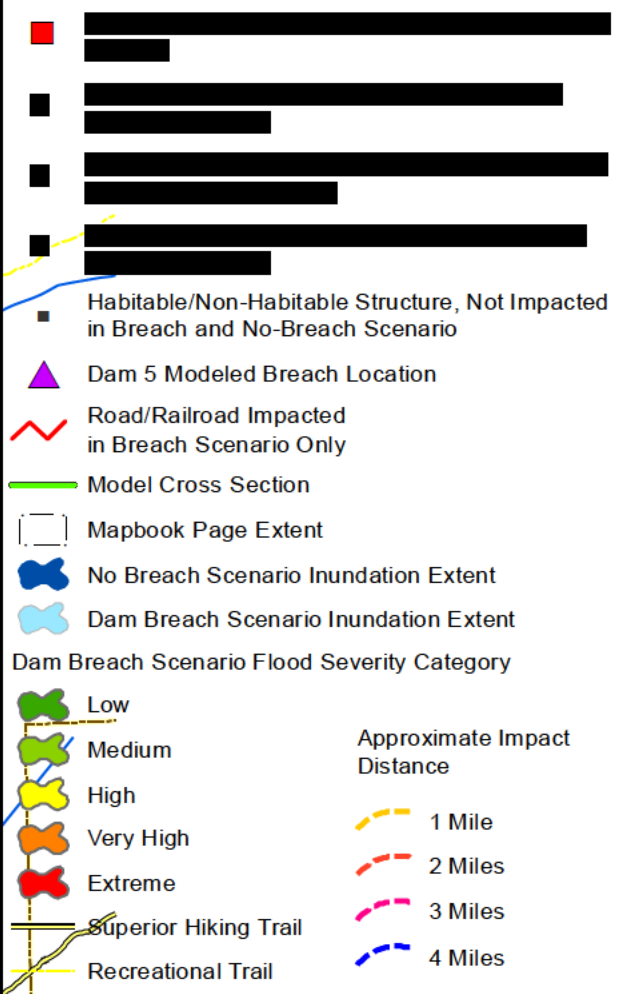 Habitable/Non-Habitable Structure, Not Impacted
in Breach and No-Breach Scenario
Dam 5 Modeled Breach Location
Road/Railroad Impacted
in Breach Scenario Only
Model Cross Section
Mapbook Page Extent
No Breach Scenario Inundation Extent
Dam Breach Scenario Inundation Extent
Dam Breach Scenario Flood Severity Category
Low
Medium
High
Very High
Extreme
Superior Hiking Trail
Recreational Trail
Approximate Impact
Distance
1 Mile
2 Miles
3 Miles
4 Miles